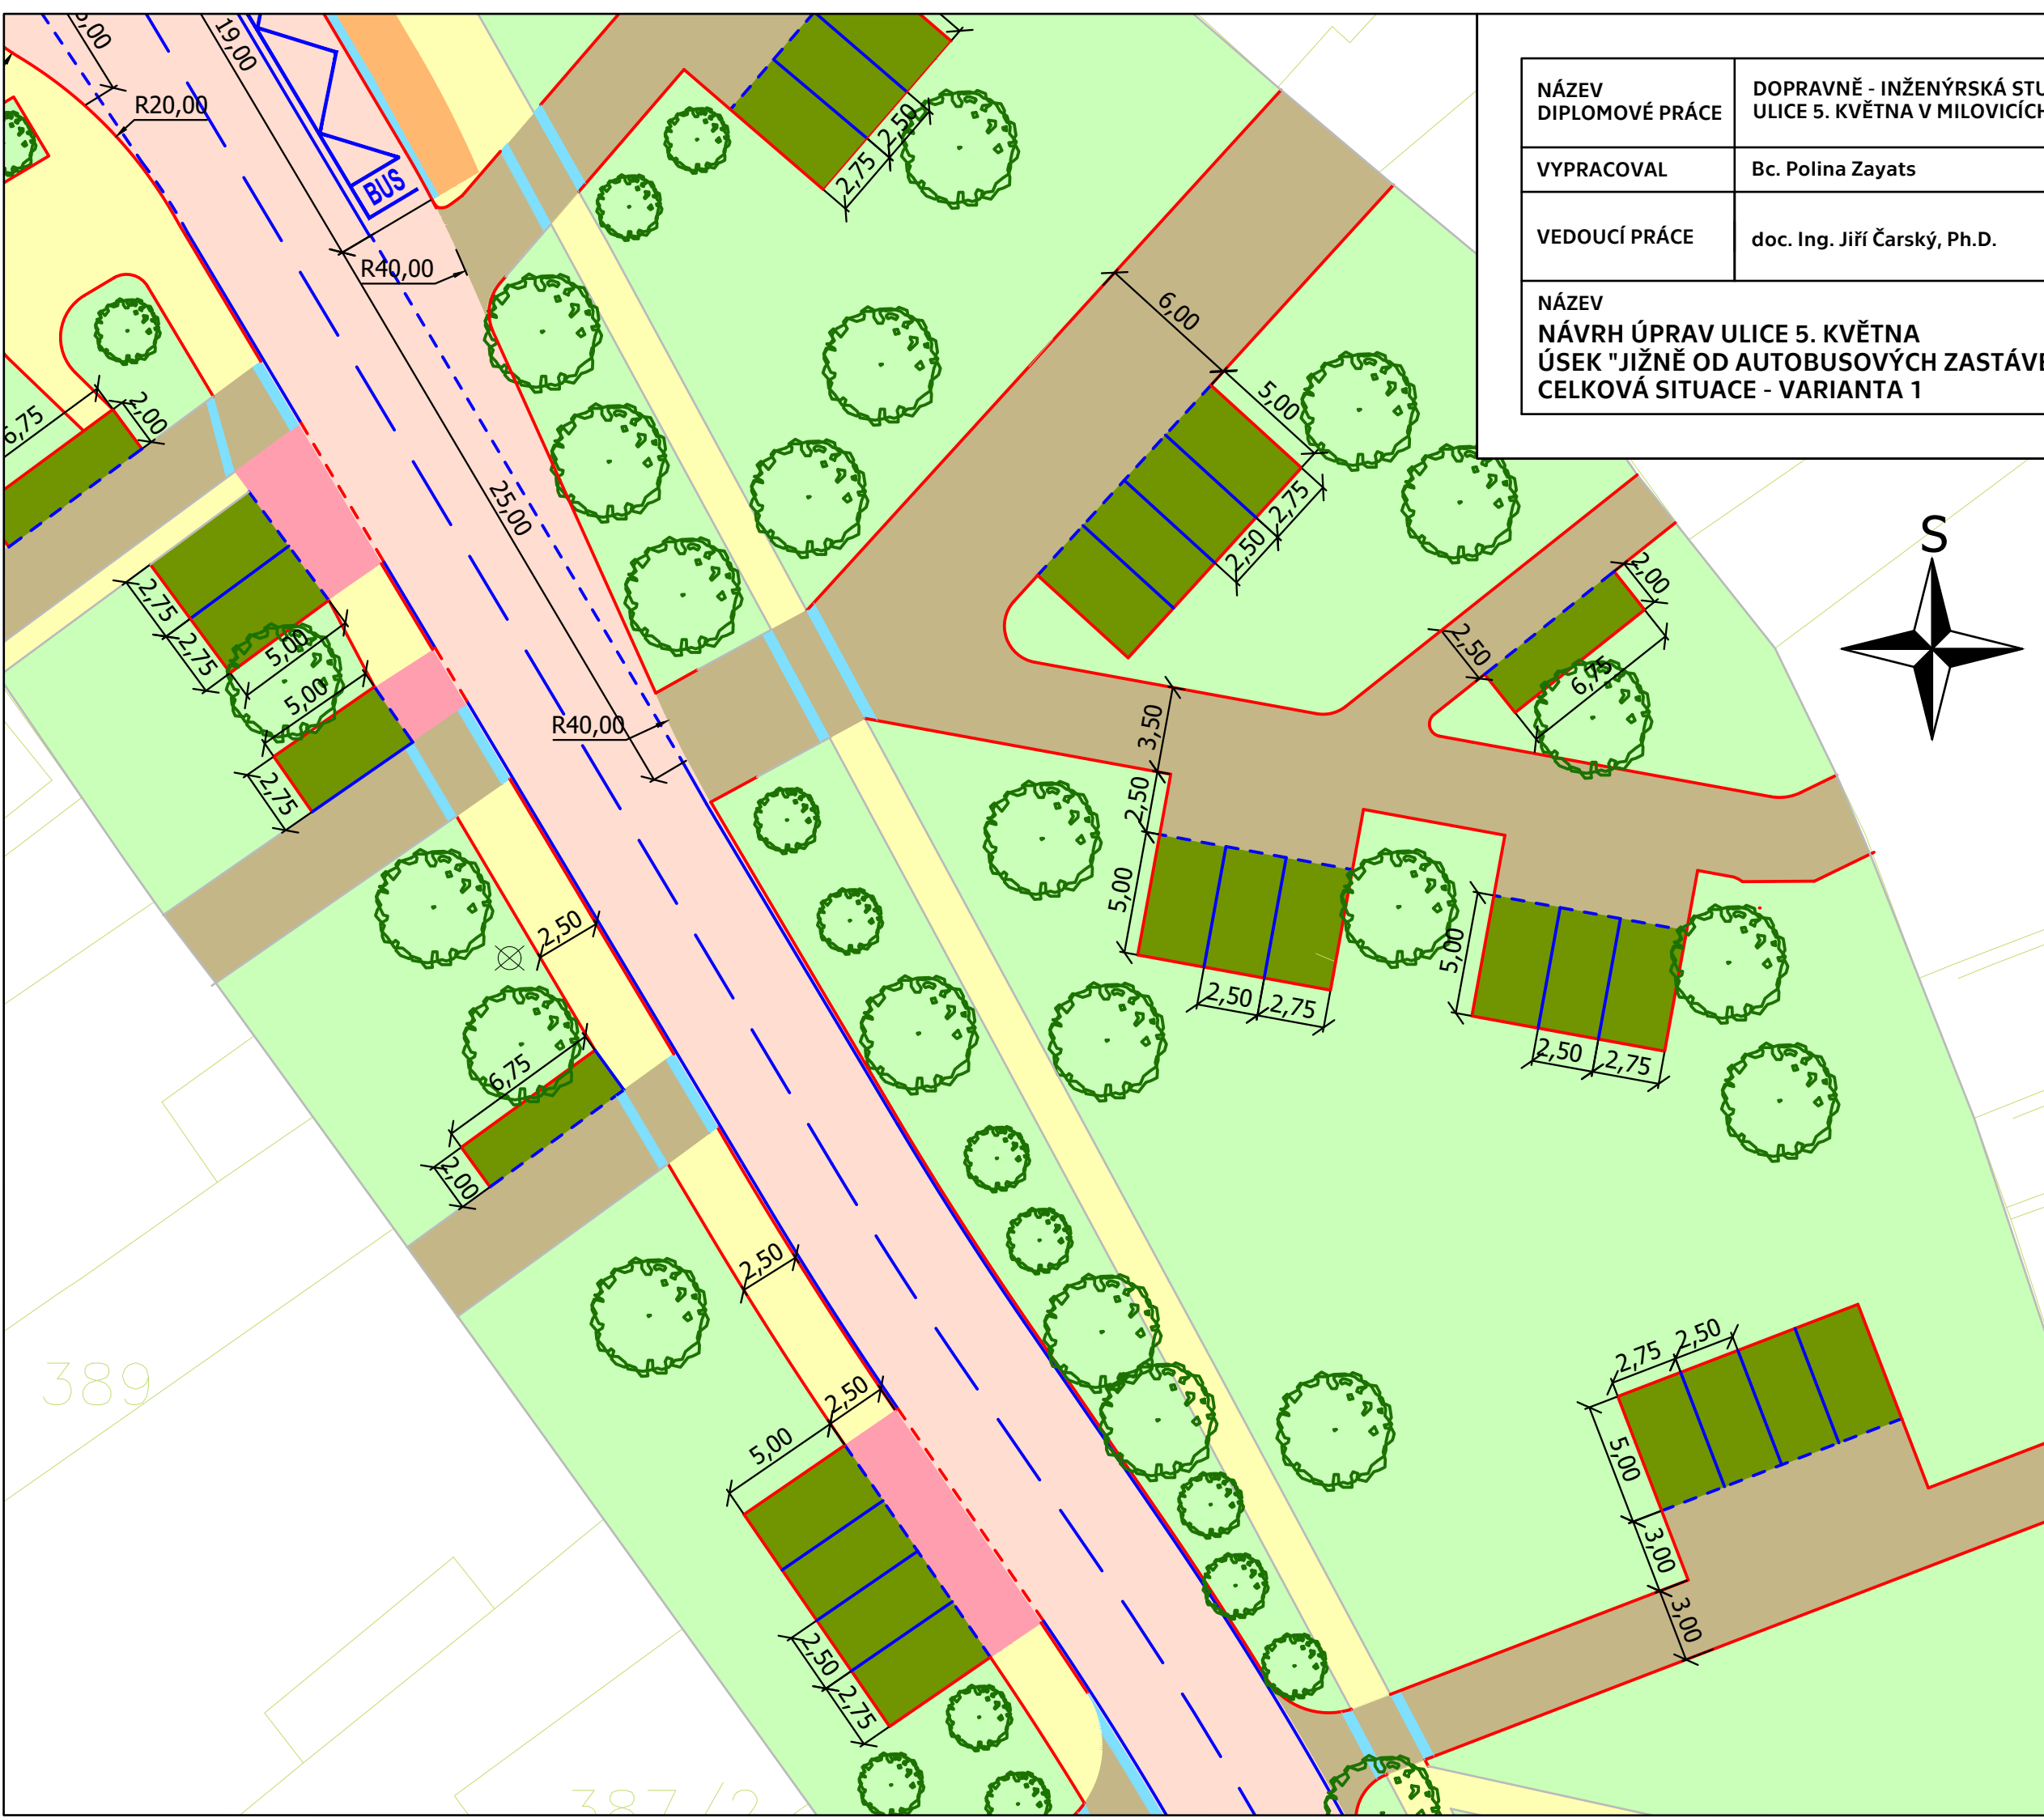 NÁZEV
DIPLOMOVÉ PRÁCE
DOPRAVNĚ - INŽENÝRSKÁ
ULICE 5. KVĚTNA V
VYPRACOVAL
Bc. Polina Zayats
VEDOUCÍ PRÁCE
doc. Ing. Jiří Čarský, Ph.D.
NÁZEV
NÁVRH ÚPRAV ULICE 5. KVĚTNA
ÚSEK "JIŽNĚ OD AUTOBUSOVÝCH
CELKOVÁ SITUACE - VARIANTA 1
19,00
R20,00
BUS
R40,00
2,75
2,50
6,75
2,00
6,00
5,00
2,75
2,50
25,00
S
2,00
2,50
6,75
2,75
2,75
5,00
5,00
2,75
R40,00
3,50
2,50
5,00
2,50
2,75
5,00
2,50
2,75
2,50
6,75
2,00
2,50
389
2,50
5,00
2,50
2,75
2,75
2,50
5,00
3,00
3,00
387/2